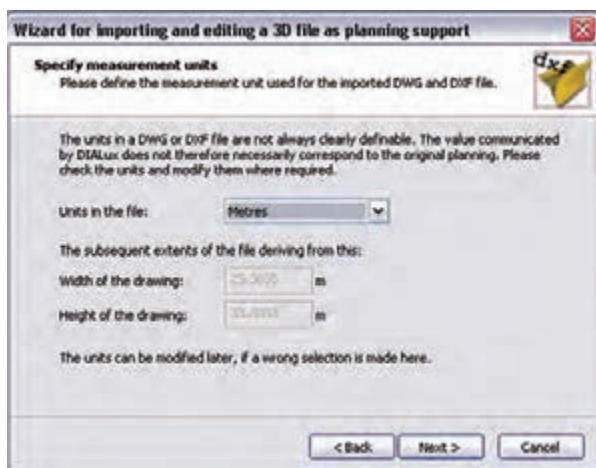 Wizard for importing and editing a 3D file as planning support
Specify measurement units
Please define the measurement unit used for the imported DWG and DXF file.
dxf
The units in a DWG or DXF file are not always clearly definable. The value communicated
by DIALux does not therefore necessarily correspond to the original planning. Please
check the units and modify them where required.
Units in the file: Metres
The subsequent extents of the file deriving from this:
Width of the drawing: m
Height of the drawing: m
The units can be modified later, if a wrong selection is made here.
< Back Next > Cancel